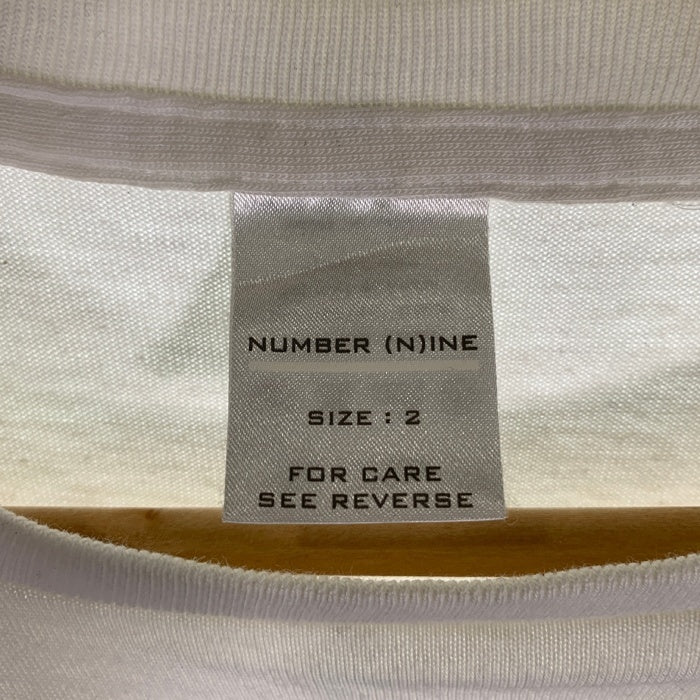 NUMBER (N)INE
SIZE : 2
FOR CARE
SEE REVERSE